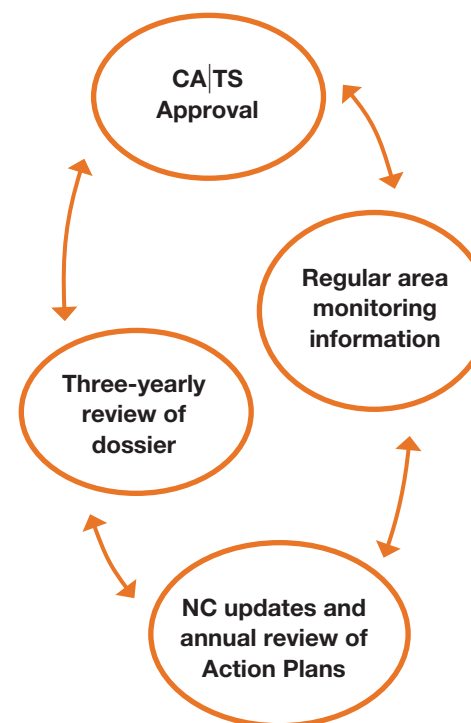 CA|TS
Approval
Regular area
monitoring
information
Three-yearly
review of
dossier
NC updates and
annual review of
Action Plans